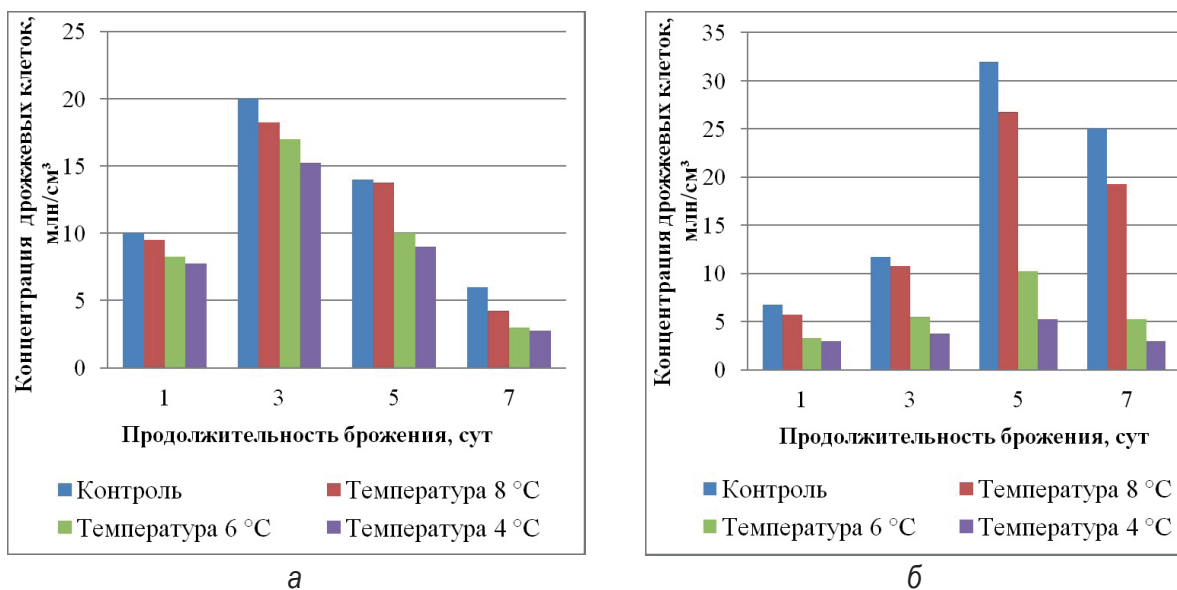 Концентрация дрожжевых клеток,
млн/см³
25
20
15
10
5
0
1 3 5 7
Продолжительность брожения, сут
Контроль Температура 8 °С
Температура 6 °С Температура 4 °С
а
Концентрация дрожжевых клеток,
млн/см³
35
30
25
20
15
10
5
0
1 3 5 7
Продолжительность брожения, сут
Контроль Температура 8 °С
Температура 6 °С Температура 4 °С
б